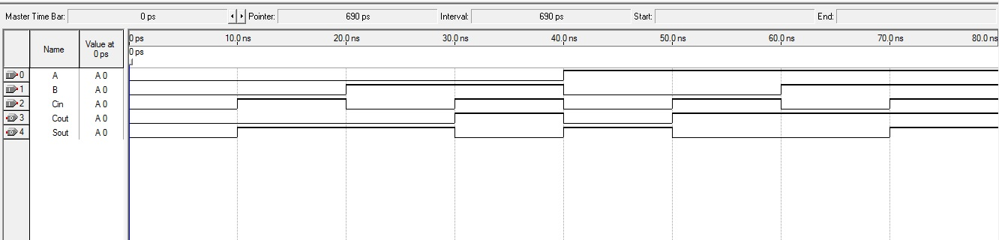 Master Time Bar: 0 ps Pointer: 690 ps Interval: 690 ps Start: End:
Name Value at 0 ps
0 ps 10.0 ns 20.0 ns 30.0 ns 40.0 ns 50.0 ns 60.0 ns 70.0 ns 80.0 ns
0 ps
0 A A 0
1 B A 0
2 Cin A 0
3 Cout A 0
4 Sout A 0